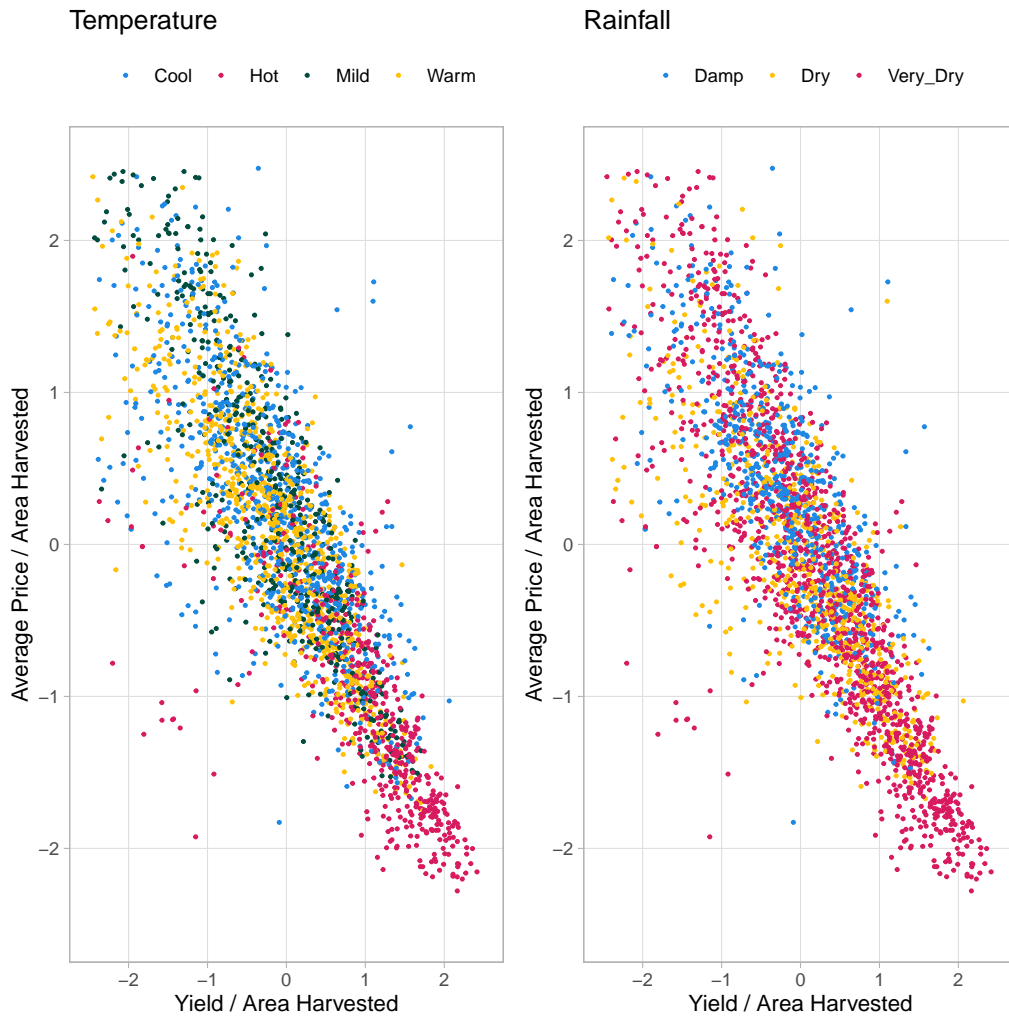 Temperature
Cool Hot Mild Warm
Average Price / Area Harvested
2
1
0
−1
−2
−2 −1 0 1 2
Yield / Area Harvested
Rainfall
Damp Dry Very_Dry
Average Price / Area Harvested
2
1
0
−1
−2
−2 −1 0 1 2
Yield / Area Harvested